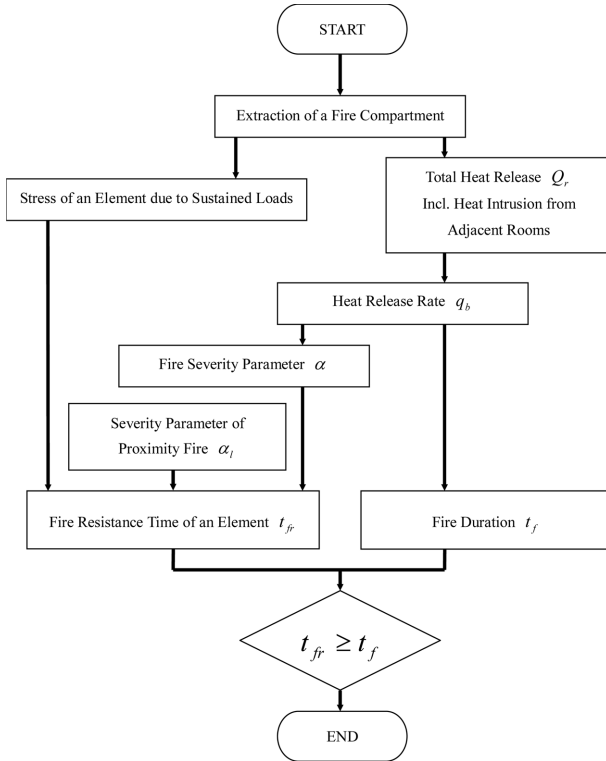 START
Extraction of a Fire Compartment
Stress of an Element due to Sustained Loads
Total Heat Release Q_r
Incl. Heat Intrusion from
Adjacent Rooms
Heat Release Rate q_b
Fire Severity Parameter α
Severity Parameter of
Proximity Fire α_l
Fire Resistance Time of an Element t_fr
Fire Duration t_f
t_fr ≥ t_f
END